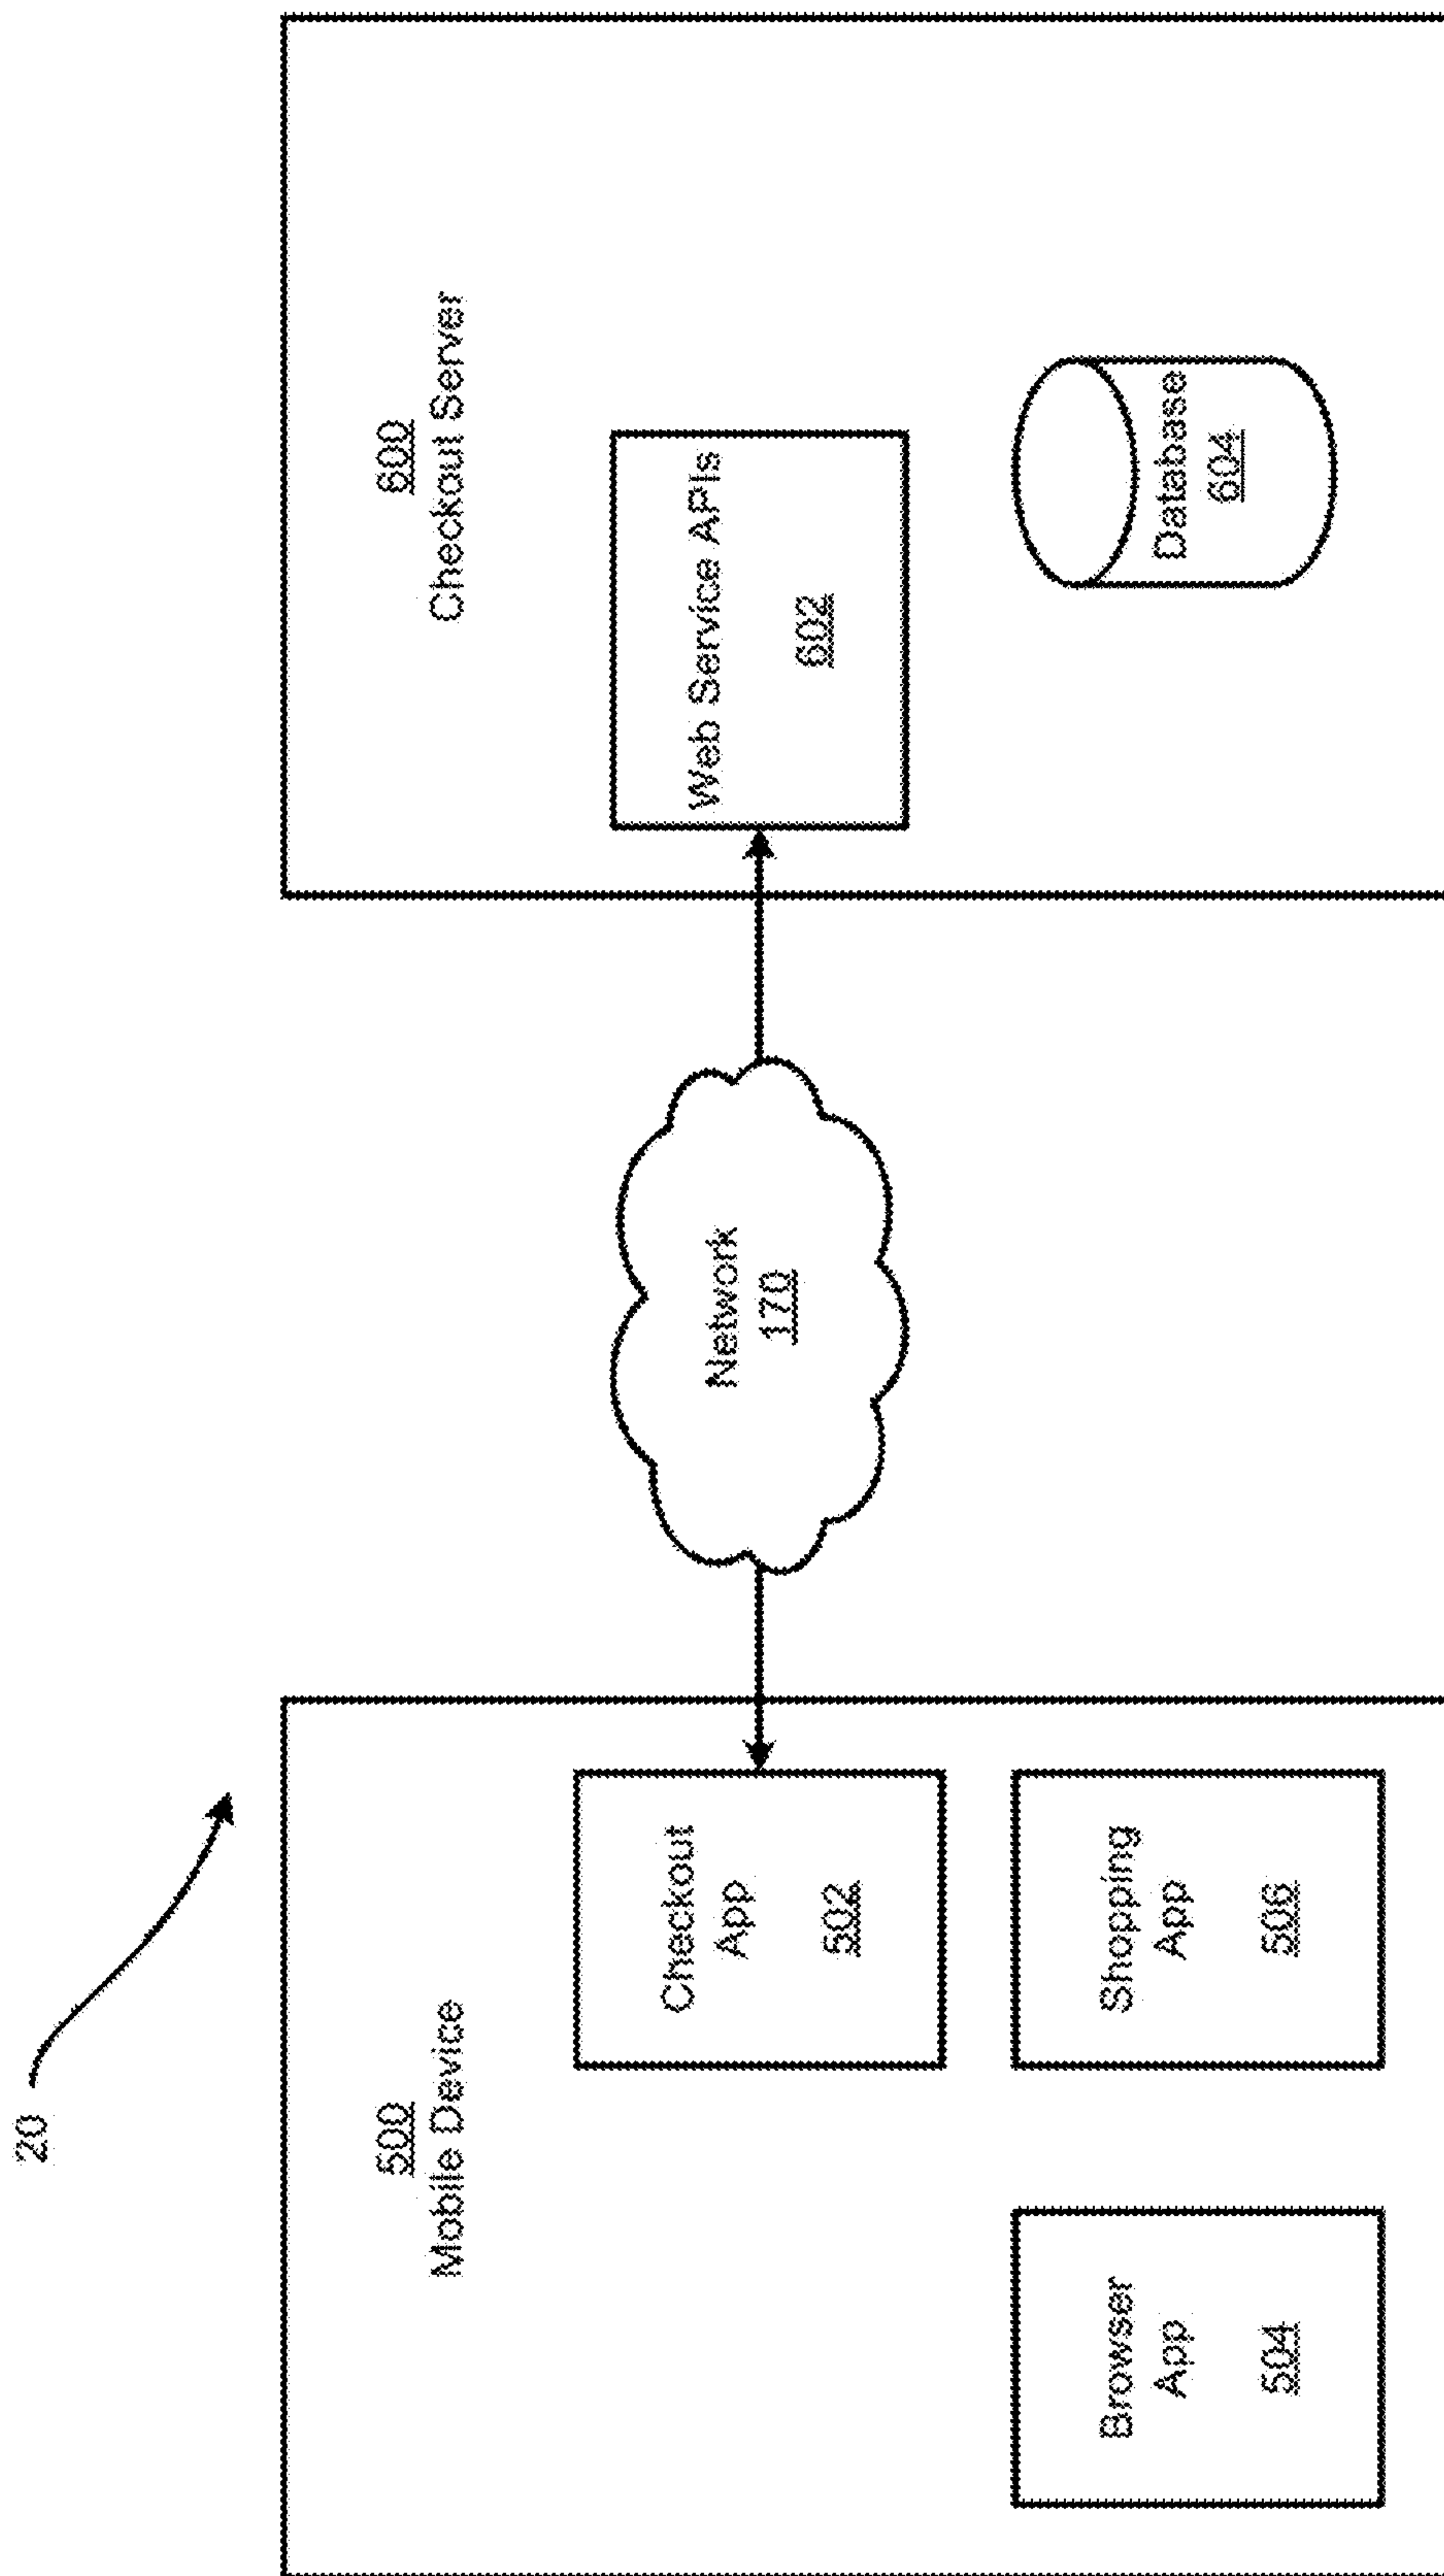 20
500
Mobile Device
Checkout
App
502
Browser
App
504
Shopping
App
506
Network
170
600
Checkout Server
Web Service APIs
602
Database
604